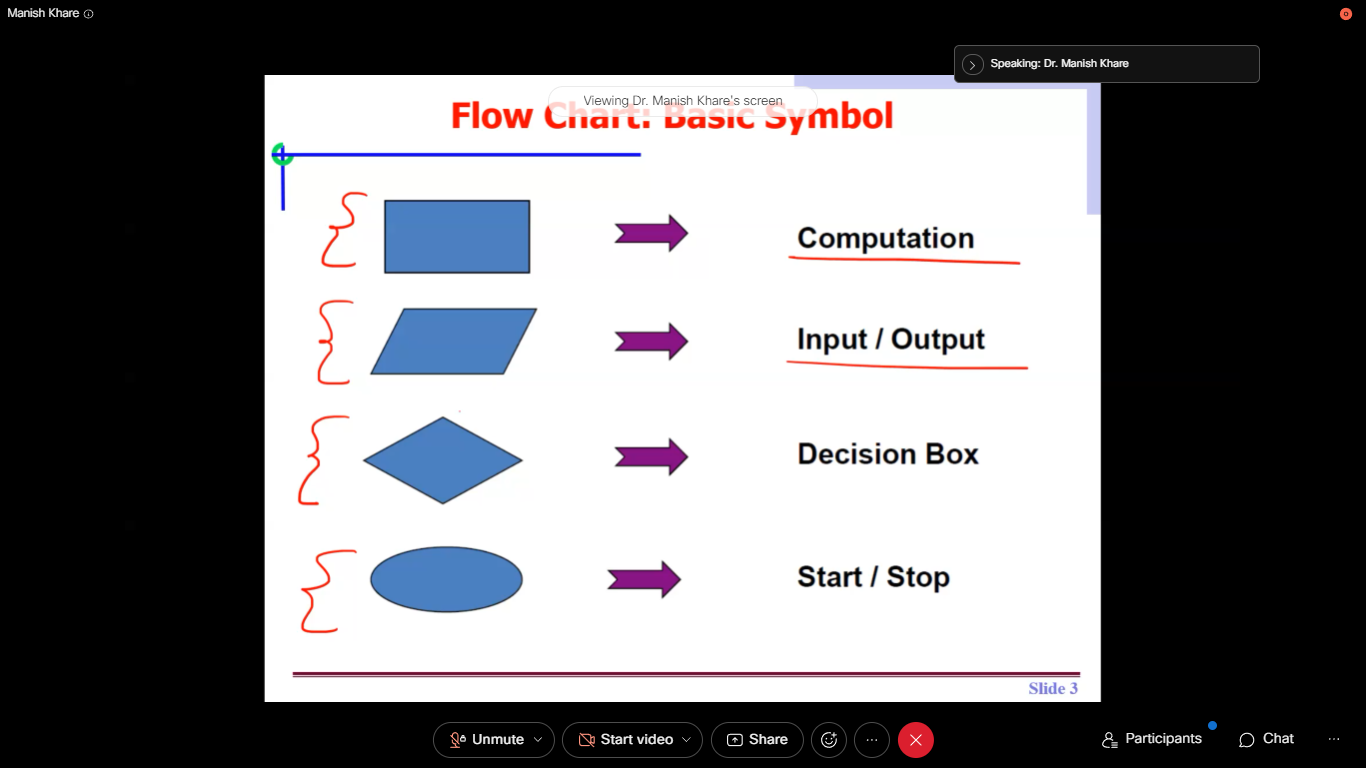 Manish Khare
Speaking: Dr. Manish Khare
Viewing Dr. Manish Khare's screen
Flow Chart: Basic Symbol
Computation
Input / Output
Decision Box
Start / Stop
Slide 3
Unmute
Start video
Share
Participants
Chat